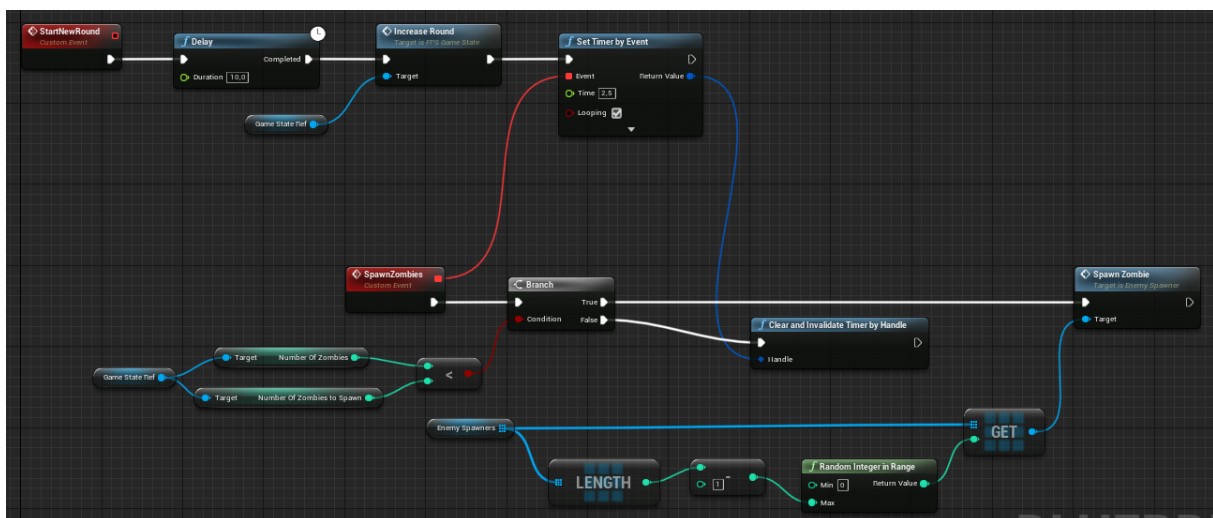 StartNewRound
Custom Event
f Delay
Completed
Duration 10,0
Increase Round
Target is FPS Game State
Target
f Set Timer by Event
Event
Return Value
Time 2,5
Looping
Game State Ref
SpawnZombies
Custom Event
Branch
True
Condition
False
Spawn Zombie
Target is Enemy Spawner
Target
f Clear and Invalidate Timer by Handle
Handle
Target Number Of Zombies
Game State Ref
<
Target Number Of Zombies to Spawn
Enemy Spawners
GET
LENGTH
1 -
f Random Integer in Range
Min 0
Return Value
Max